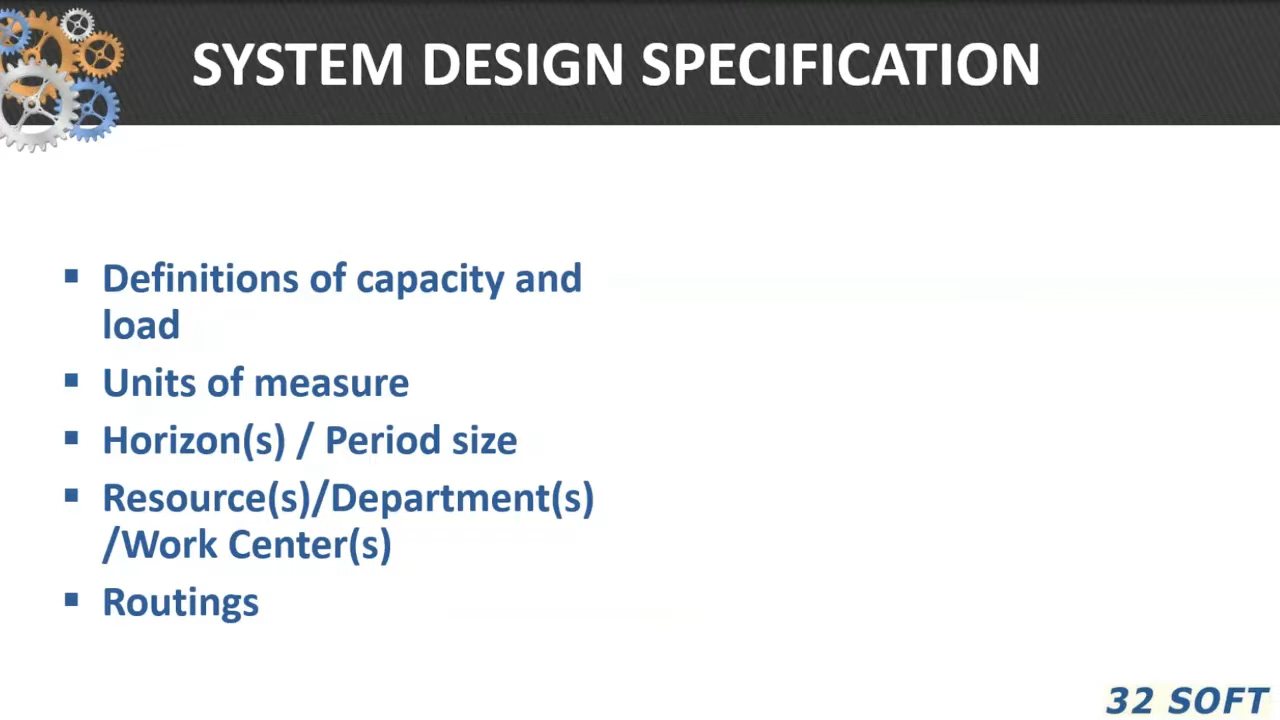 SYSTEM DESIGN SPECIFICATION
▪ Definitions of capacity and
load
▪ Units of measure
▪ Horizon(s) / Period size
▪ Resource(s)/Department(s)
/Work Center(s)
▪ Routings
32 SOFT